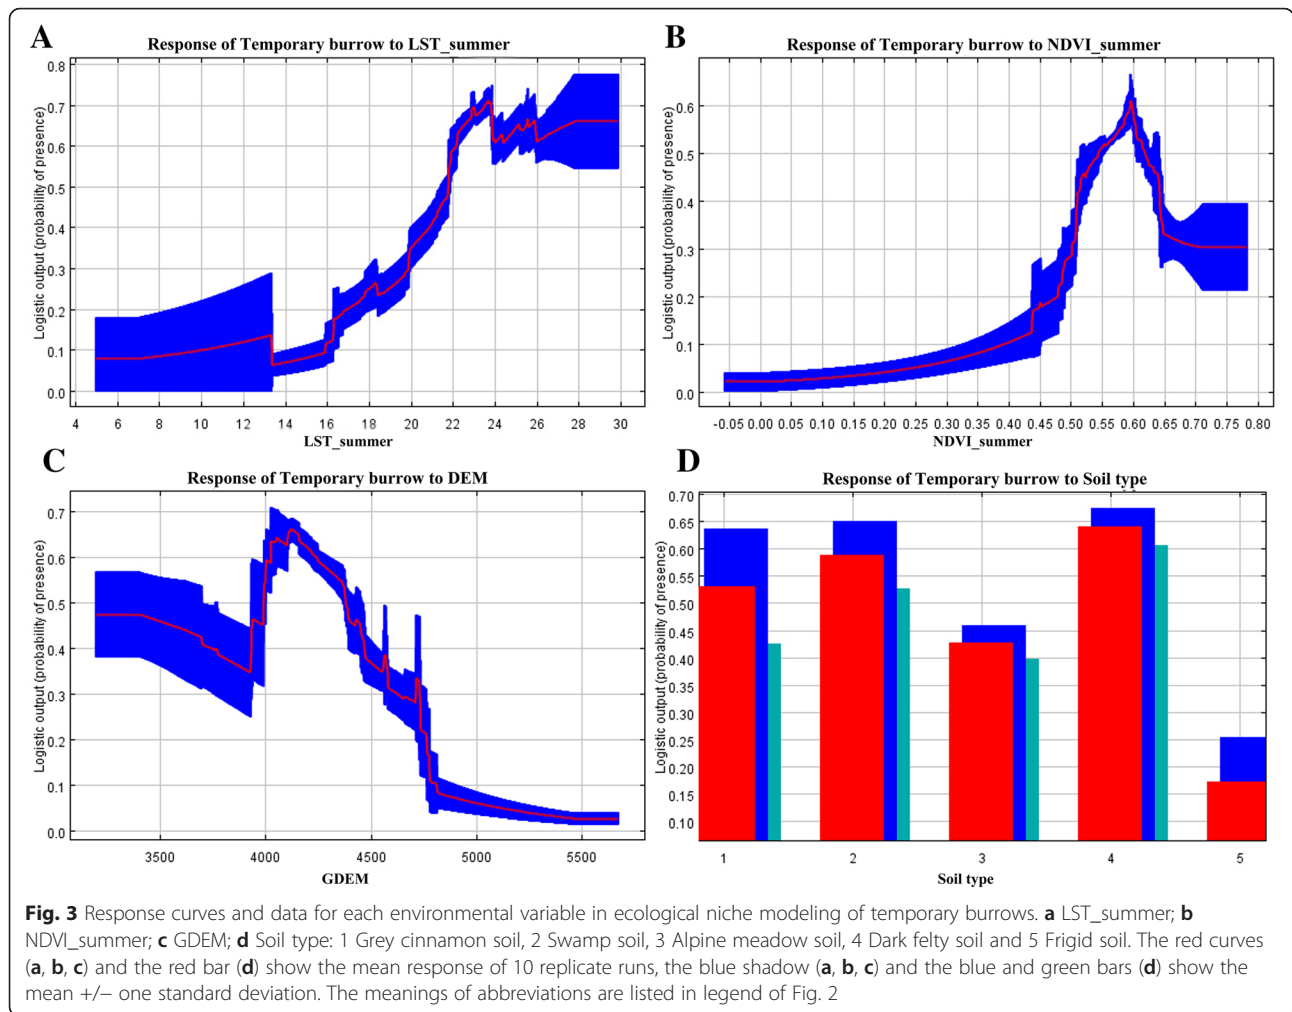 A
Response of Temporary burrow to LST_summer
Logistic output (probability of presence)
0.8
0.7
0.6
0.5
0.4
0.3
0.2
0.1
0.0
4 6 8 10 12 14 16 18 20 22 24 26 28 30
LST_summer
B
Response of Temporary burrow to NDVI_summer
Logistic output (probability of presence)
0.6
0.5
0.4
0.3
0.2
0.1
0.0
-0.05 0.00 0.05 0.10 0.15 0.20 0.25 0.30 0.35 0.40 0.45 0.50 0.55 0.60 0.65 0.70 0.75 0.80
NDVI_summer
C
Response of Temporary burrow to DEM
Logistic output (probability of presence)
0.7
0.6
0.5
0.4
0.3
0.2
0.1
0.0
3500 4000 4500 5000 5500
GDEM
D
Response of Temporary burrow to Soil type
Logistic output (probability of presence)
0.70
0.65
0.60
0.55
0.50
0.45
0.40
0.35
0.30
0.25
0.20
0.15
0.10
1 2 3 4 5
Soil type
Fig. 3 Response curves and data for each environmental variable in ecological niche modeling of temporary burrows. a LST_summer; b
NDVI_summer; c GDEM; d Soil type: 1 Grey cinnamon soil, 2 Swamp soil, 3 Alpine meadow soil, 4 Dark felty soil and 5 Frigid soil. The red curves
(a, b, c) and the red bar (d) show the mean response of 10 replicate runs, the blue shadow (a, b, c) and the blue and green bars (d) show the
mean +/− one standard deviation. The meanings of abbreviations are listed in legend of Fig. 2